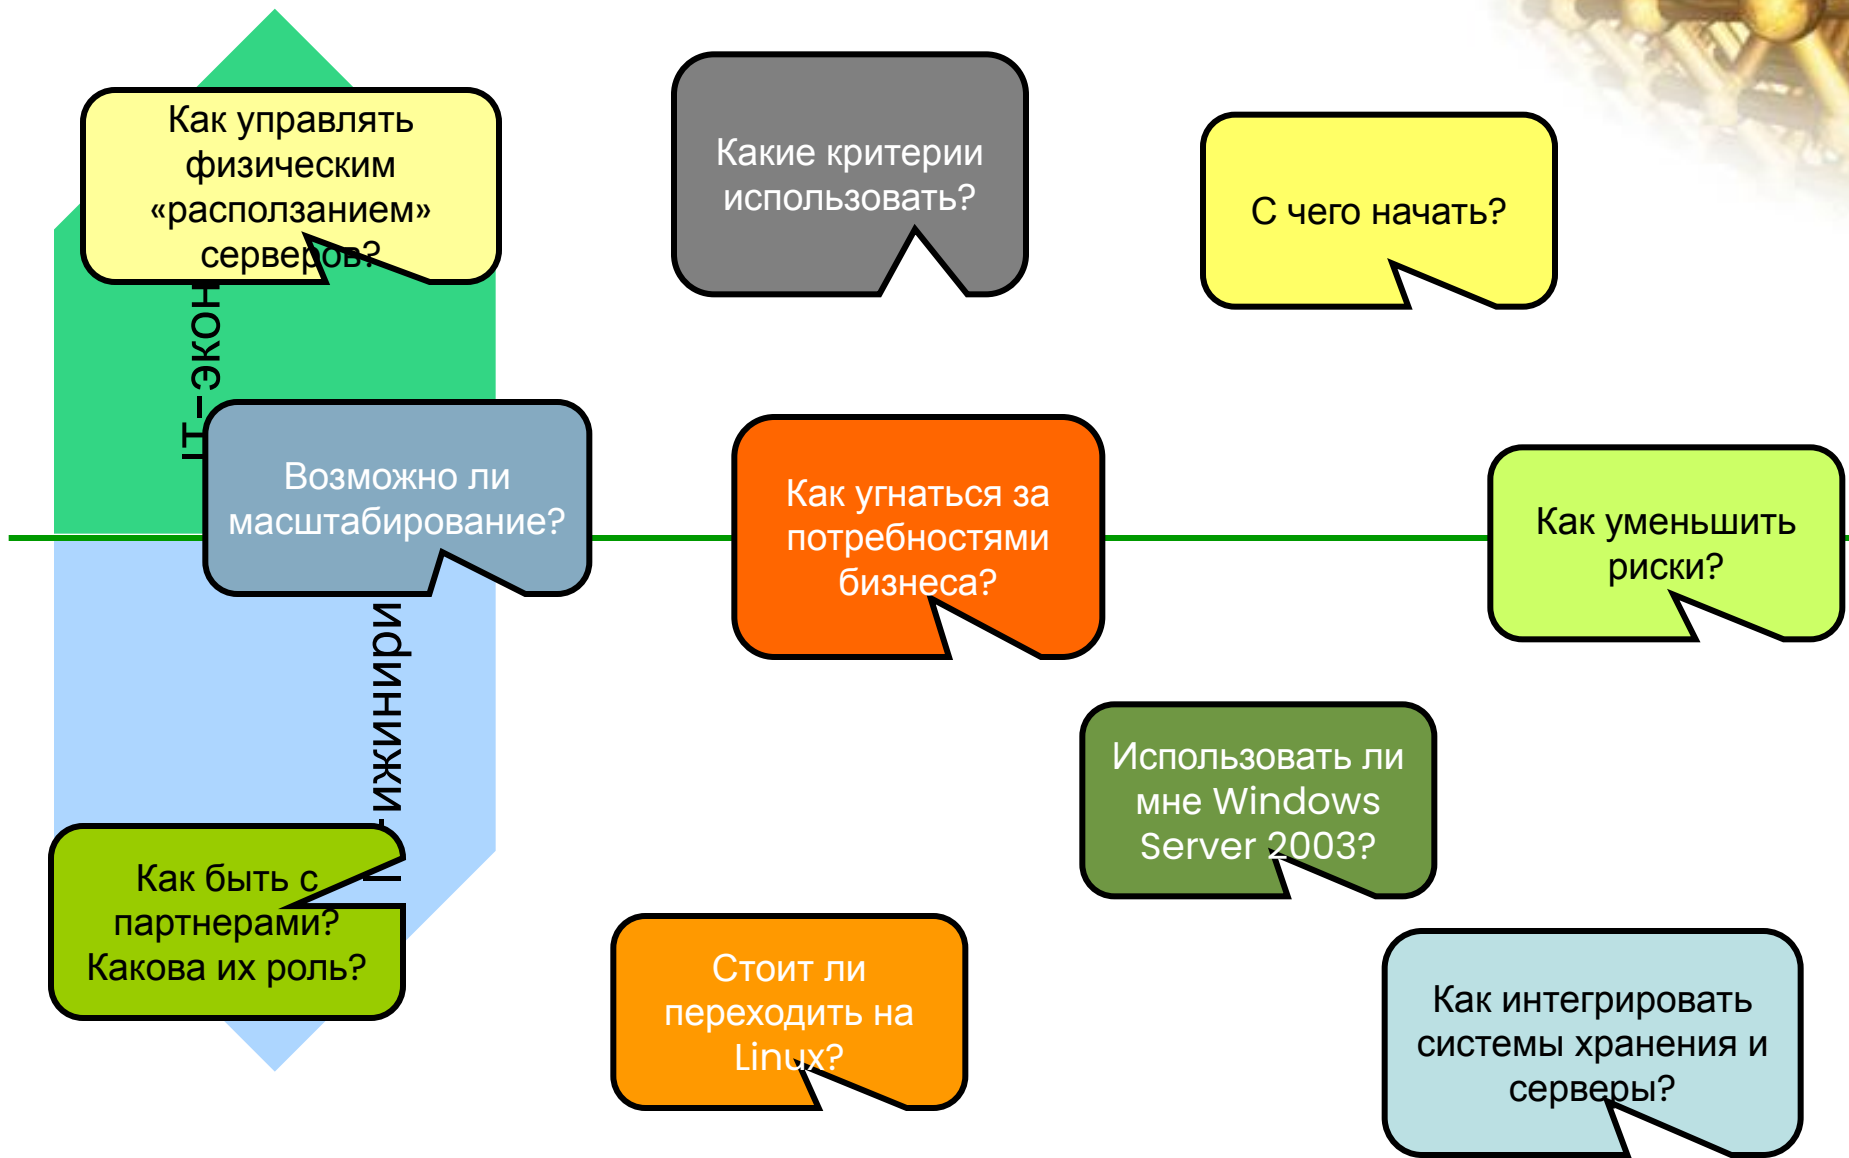 Как управлять
физическим
«расползанием»
серверов?
Какие критерии
использовать?
С чего начать?
IT-экон
Возможно ли
масштабирование?
Как угнаться за
потребностями
бизнеса?
Как уменьшить
риски?
ижинири
Использовать ли
мне Windows
Server 2003?
Как быть с
партнерами?
Какова их роль?
Стоит ли
переходить на
Linux?
Как интегрировать
системы хранения и
серверы?